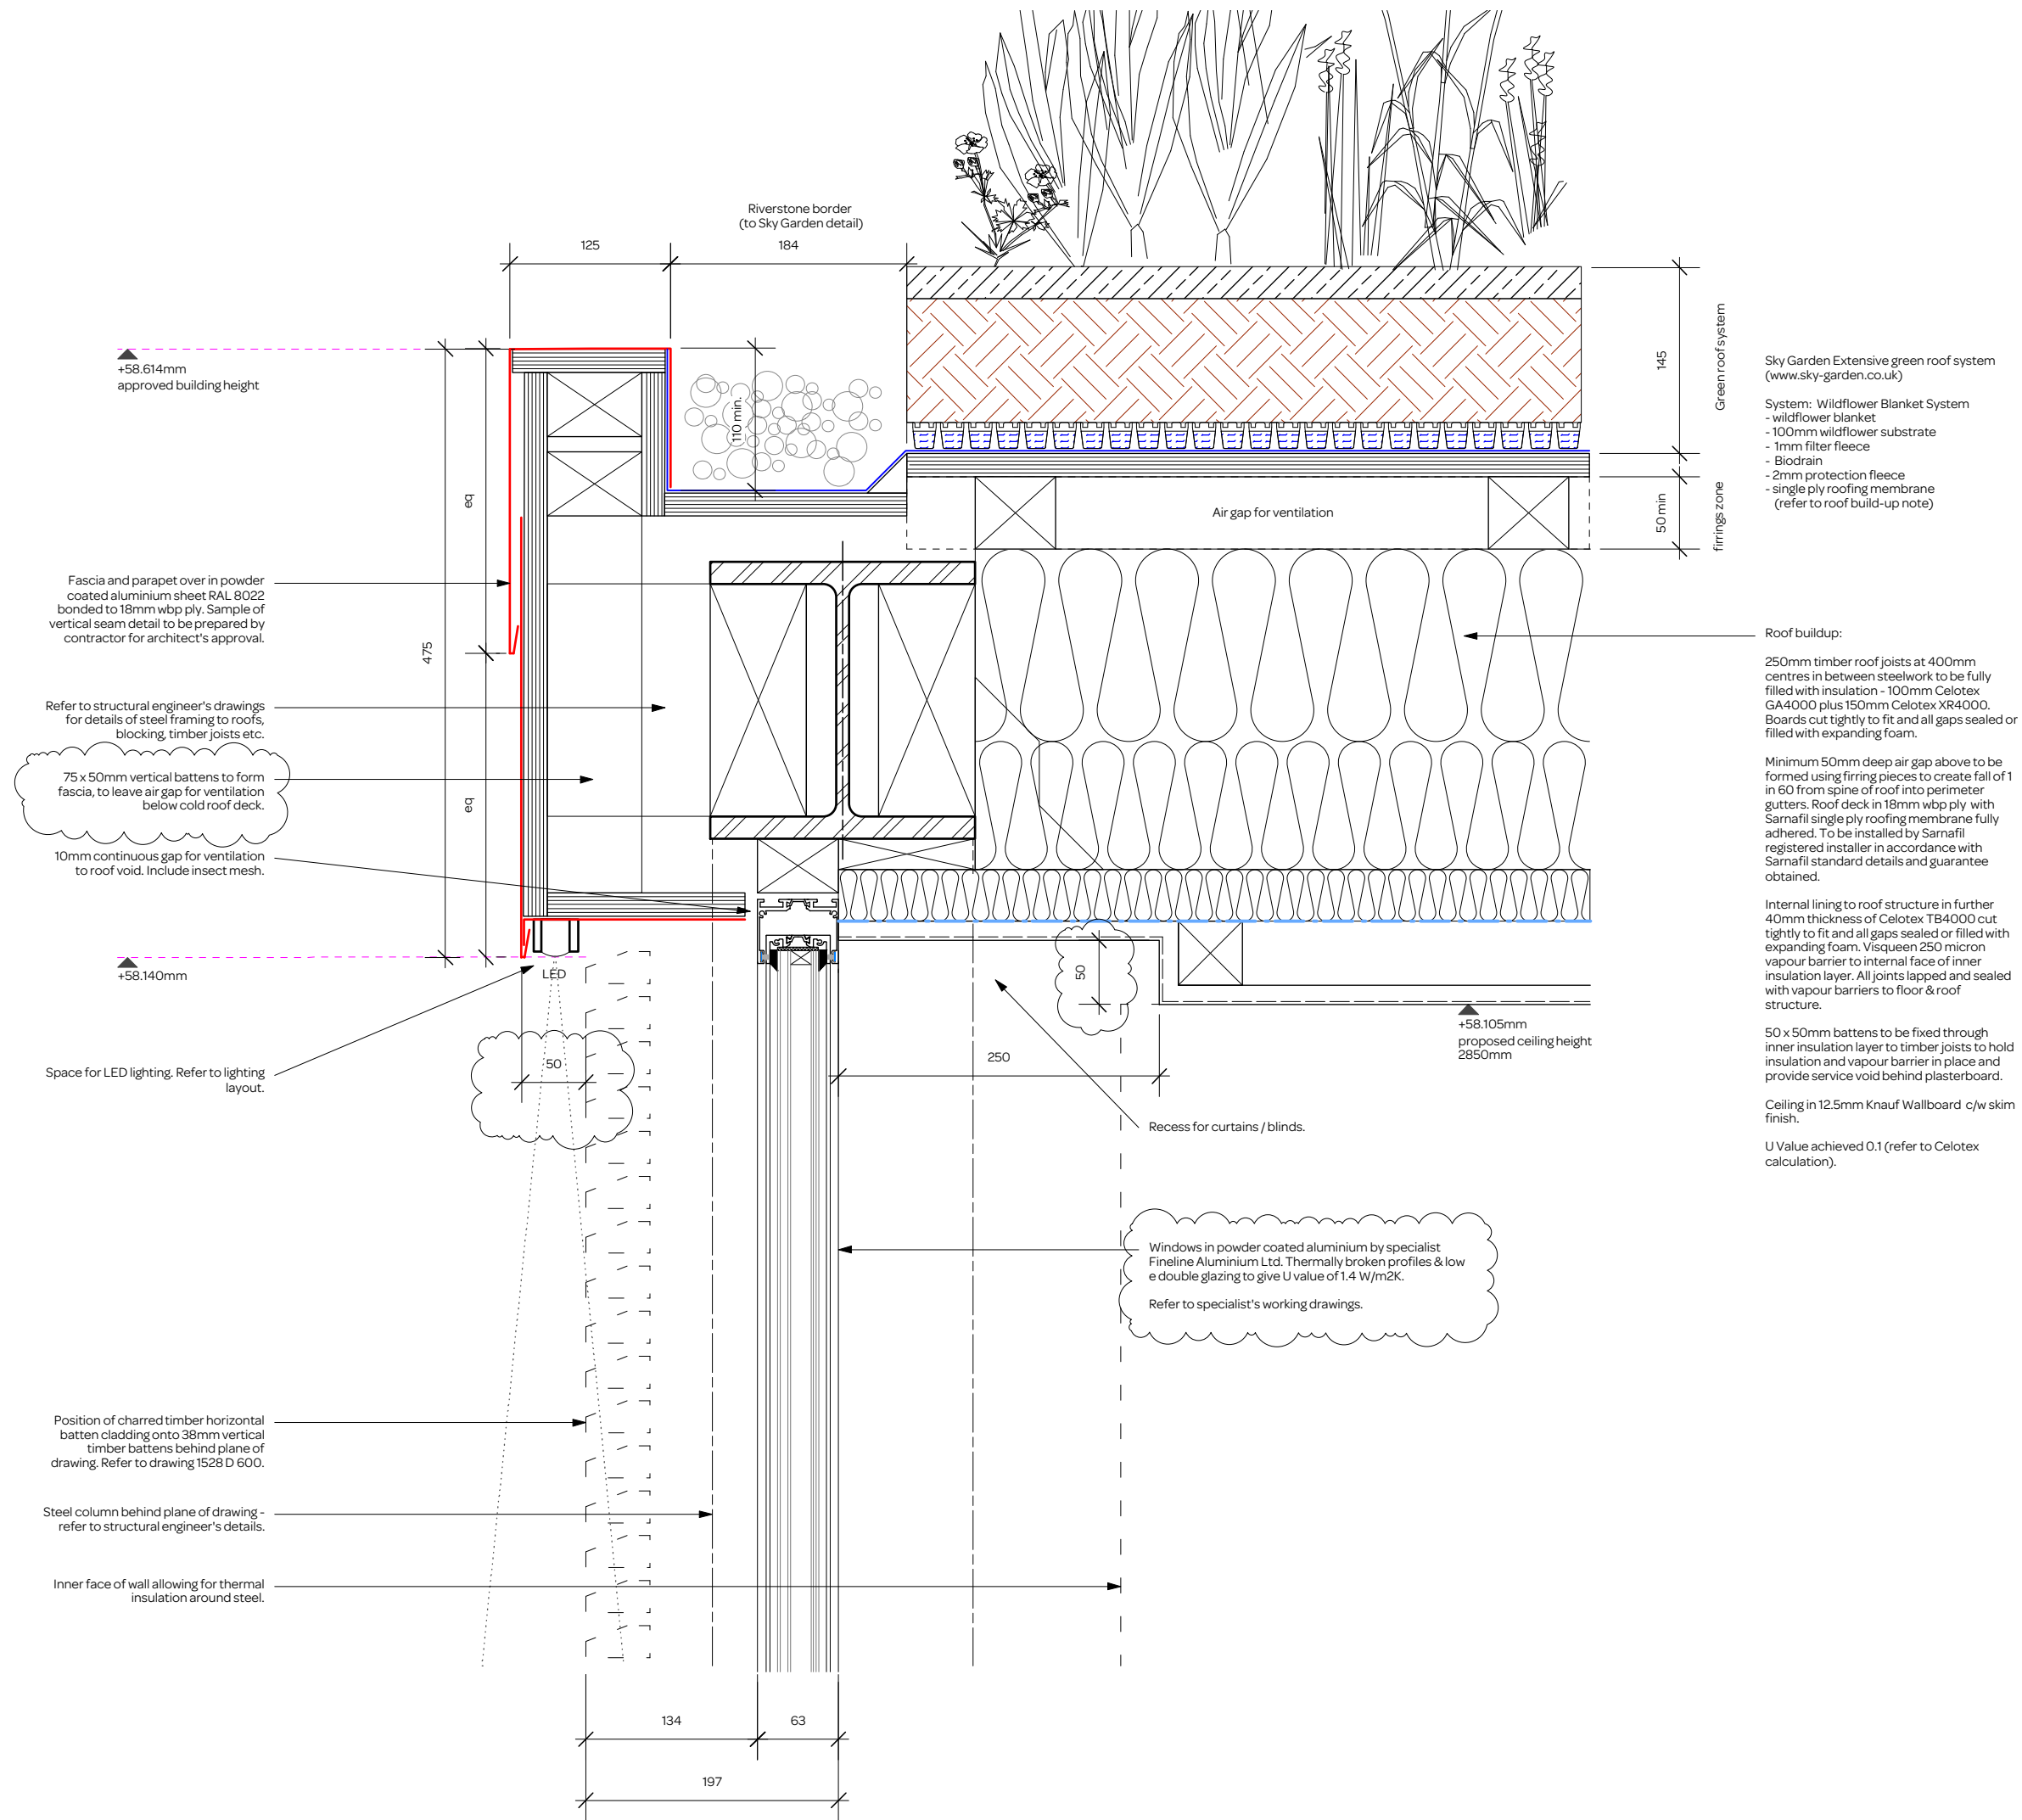 Riverstone border
(to Sky Garden detail)
125
184
+58.614mm
approved building height
110 min.
145
Green roof system
Sky Garden Extensive green roof system
(www.sky-garden.co.uk)
System: Wildflower Blanket System
- wildflower blanket
- 100mm wildflower substrate
- 1mm filter fleece
- Biodrain
- 2mm protection fleece
- single ply roofing membrane
(refer to roof build-up note)
eq
Air gap for ventilation
50 min
firrings zone
Fascia and parapet over in powder
coated aluminium sheet RAL 8022
bonded to 18mm wbp ply. Sample of
vertical seam detail to be prepared by
contractor for architect's approval.
475
Refer to structural engineer's drawings
for details of steel framing to roofs,
blocking, timber joists etc.
75 x 50mm vertical battens to form
fascia, to leave air gap for ventilation
below cold roof deck.
eq
10mm continuous gap for ventilation
to roof void. Include insect mesh.
Roof buildup:
250mm timber roof joists at 400mm
centres in between steelwork to be fully
filled with insulation - 100mm Celotex
GA4000 plus 150mm Celotex XR4000.
Boards cut tightly to fit and all gaps sealed or
filled with expanding foam.
Minimum 50mm deep air gap above to be
formed using firring pieces to create fall of 1
in 60 from spine of roof into perimeter
gutters. Roof deck in 18mm wbp ply with
Sarnafil single ply roofing membrane fully
adhered. To be installed by Sarnafil
registered installer in accordance with
Sarnafil standard details and guarantee
obtained.
Internal lining to roof structure in further
40mm thickness of Celotex TB4000 cut
tightly to fit and all gaps sealed or filled with
expanding foam. Visqueen 250 micron
vapour barrier to internal face of inner
insulation layer. All joints lapped and sealed
with vapour barriers to floor & roof
structure.
50 x 50mm battens to be fixed through
inner insulation layer to timber joists to hold
insulation and vapour barrier in place and
provide service void behind plasterboard.
Ceiling in 12.5mm Knauf Wallboard c/w skim
finish.
U Value achieved 0.1 (refer to Celotex
calculation).
+58.140mm
LED
50
+58.105mm
proposed ceiling height
2850mm
50
250
Space for LED lighting. Refer to lighting
layout.
Recess for curtains / blinds.
Windows in powder coated aluminium by specialist
Fineline Aluminium Ltd. Thermally broken profiles & low
e double glazing to give U value of 1.4 W/m2K.
Refer to specialist's working drawings.
Position of charred timber horizontal
batten cladding onto 38mm vertical
timber battens behind plane of
drawing. Refer to drawing 1528 D 600.
Steel column behind plane of drawing -
refer to structural engineer's details.
Inner face of wall allowing for thermal
insulation around steel.
134
63
197